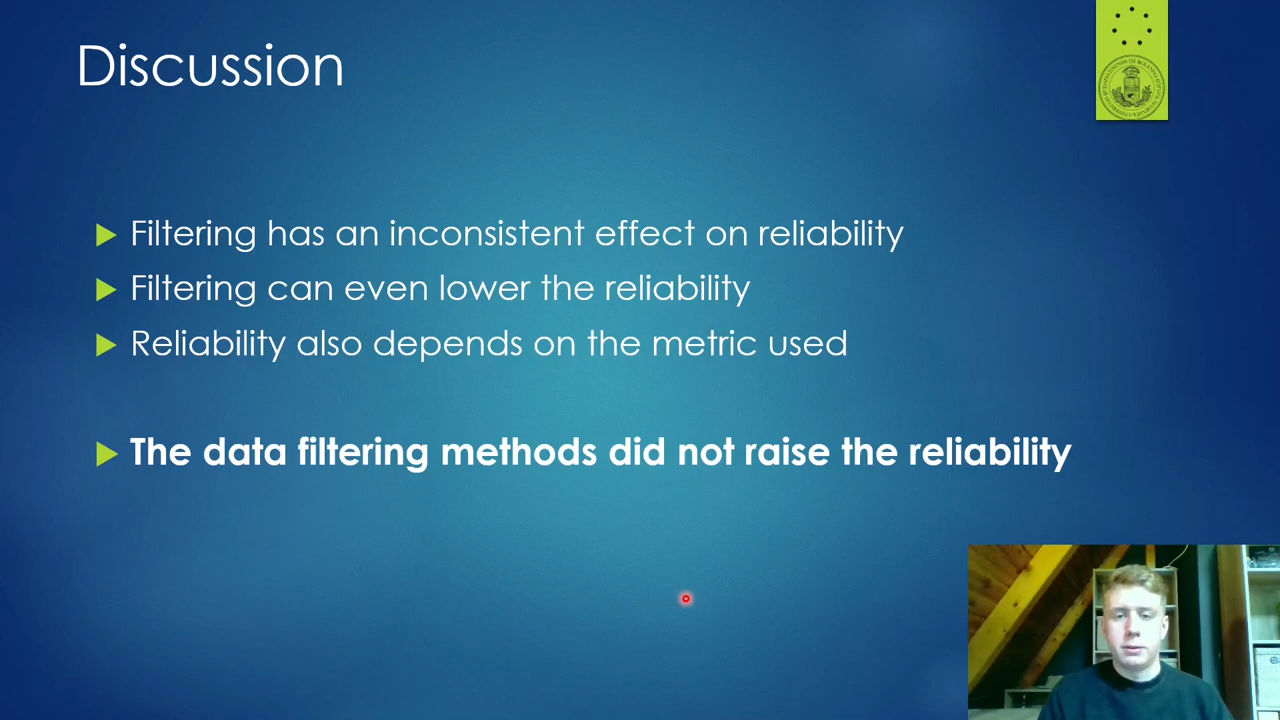 Discussion
Filtering has an inconsistent effect on reliability
Filtering can even lower the reliability
Reliability also depends on the metric used
The data filtering methods did not raise the reliability